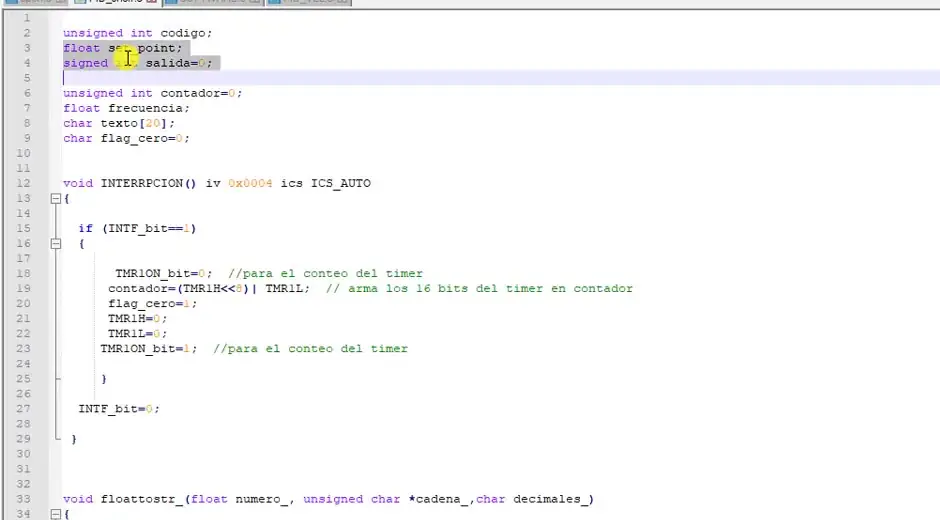 1
2 unsigned int codigo;
3 float set_point;
4 signed int salida=0;
5
6 unsigned int contador=0;
7 float frecuencia;
8 char texto[20];
9 char flag_cero=0;
10
11
12 void INTERRPCION() iv 0x0004 ics ICS_AUTO
13 {
14
15 if (INTF_bit==1)
16 {
17
18 TMR1ON_bit=0; //para el conteo del timer
19 contador=(TMR1H<<8)| TMR1L; // arma los 16 bits del timer en contador
20 flag_cero=1;
21 TMR1H=0;
22 TMR1L=0;
23 TMR1ON_bit=1; //para el conteo del timer
24
25 }
26
27 INTF_bit=0;
28
29 }
30
31
32
33 void floattostr_(float numero_, unsigned char *cadena_,char decimales_)
34 {